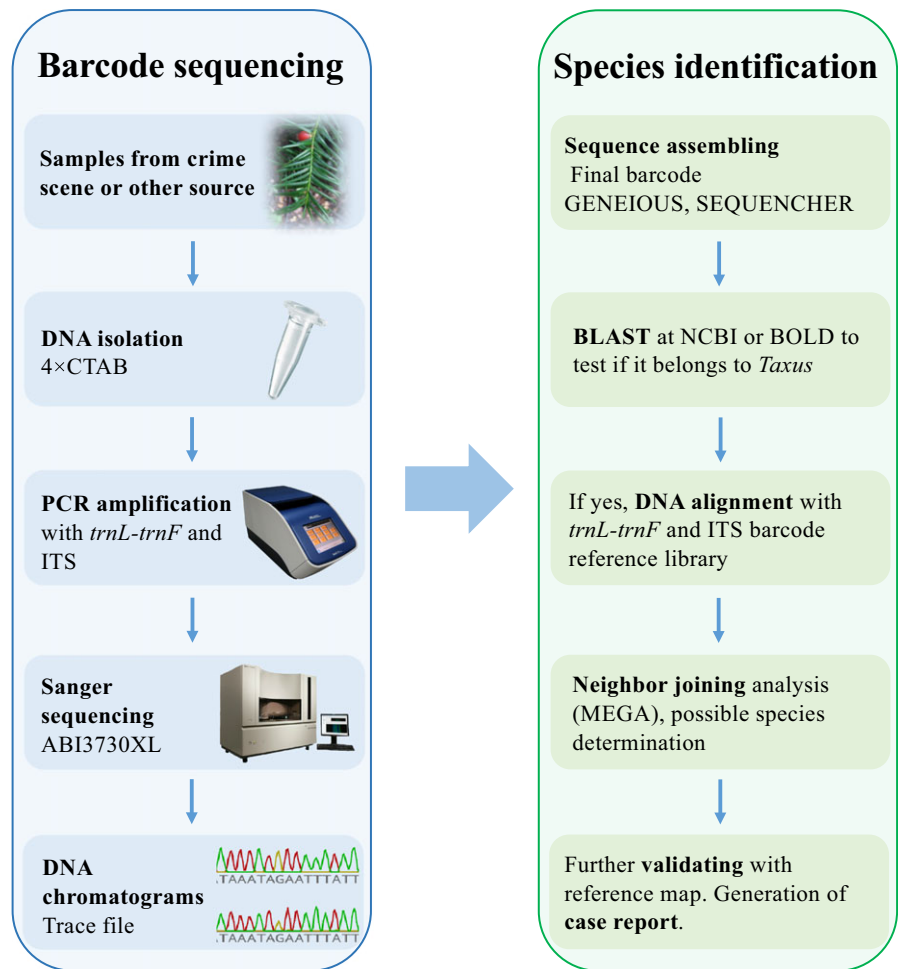 Barcode sequencing
Samples from crime
scene or other source
DNA isolation
4×CTAB
PCR amplification
with trnL-trnF and
ITS
Sanger
sequencing
ABI3730XL
DNA
chromatograms
Trace file
.TAAATAGAATTTATT
.TAAATAGAATTTATT
Species identification
Sequence assembling
Final barcode
GENEIOUS, SEQUENCHER
BLAST at NCBI or BOLD to
test if it belongs to Taxus
If yes, DNA alignment with
trnL-trnF and ITS barcode
reference library
Neighbor joining analysis
(MEGA), possible species
determination
Further validating with
reference map. Generation of
case report.